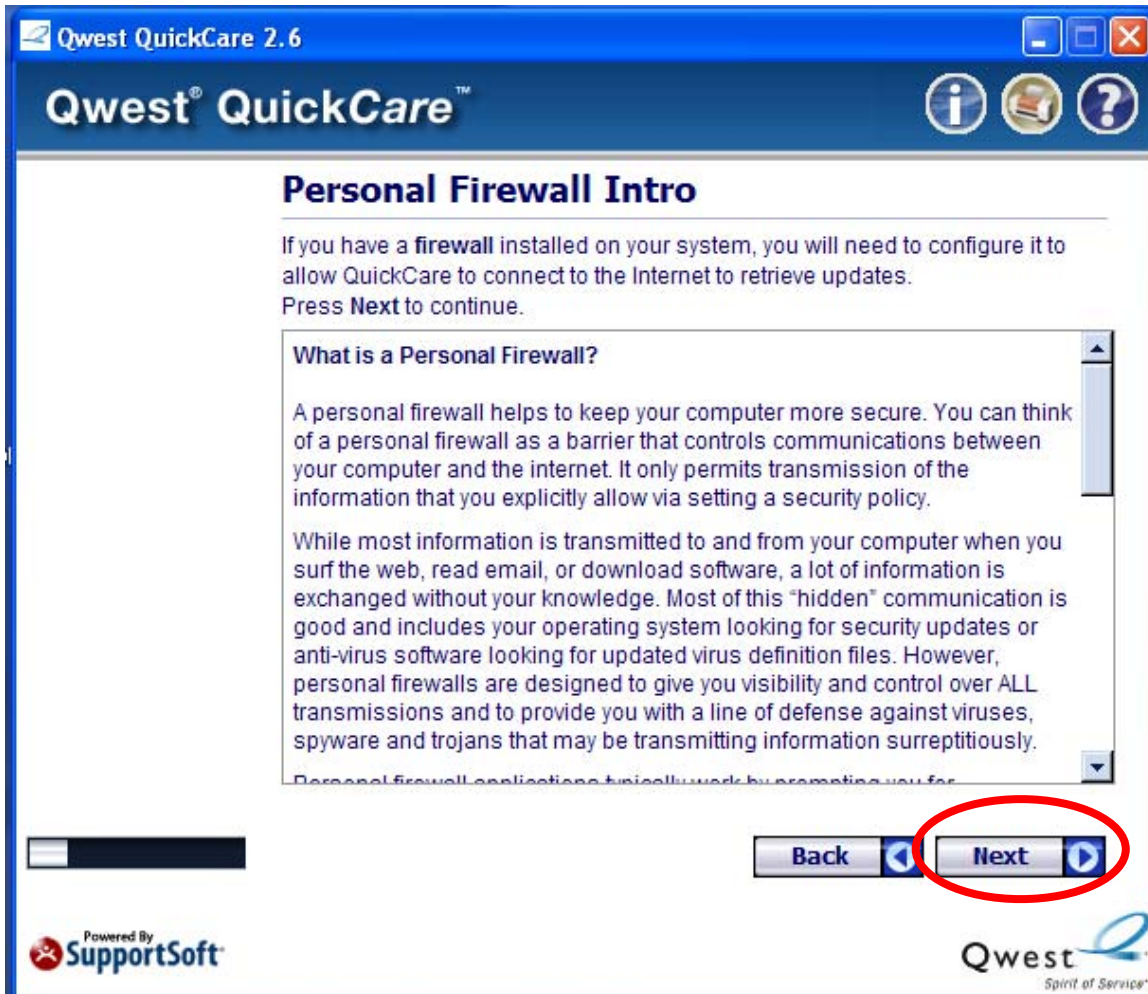 Qwest QuickCare 2.6
Qwest® QuickCare™
Personal Firewall Intro
If you have a firewall installed on your system, you will need to configure it to
allow QuickCare to connect to the Internet to retrieve updates.
Press Next to continue.
What is a Personal Firewall?
A personal firewall helps to keep your computer more secure. You can think
of a personal firewall as a barrier that controls communications between
your computer and the internet. It only permits transmission of the
information that you explicitly allow via setting a security policy.
While most information is transmitted to and from your computer when you
surf the web, read email, or download software, a lot of information is
exchanged without your knowledge. Most of this “hidden” communication is
good and includes your operating system looking for security updates or
anti-virus software looking for updated virus definition files. However,
personal firewalls are designed to give you visibility and control over ALL
transmissions and to provide you with a line of defense against viruses,
spyware and trojans that may be transmitting information surreptitiously.
Personal firewall applications typically work by prompting you for
Back
Next
Powered By
SupportSoft
Qwest
Spirit of Service